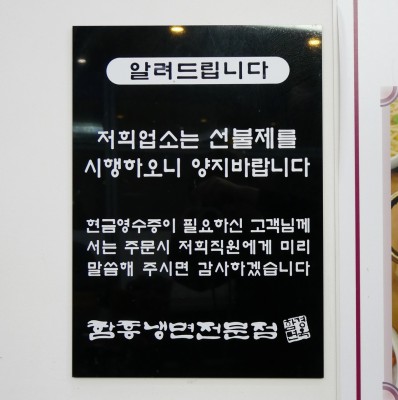 알려드립니다
저희업소는 선불제를
시행하오니 양지바랍니다
현금영수증이 필요하신 고객님께
서는 주문시 저희직원에게 미리
말씀해 주시면 감사하겠습니다
함흥냉면전문점